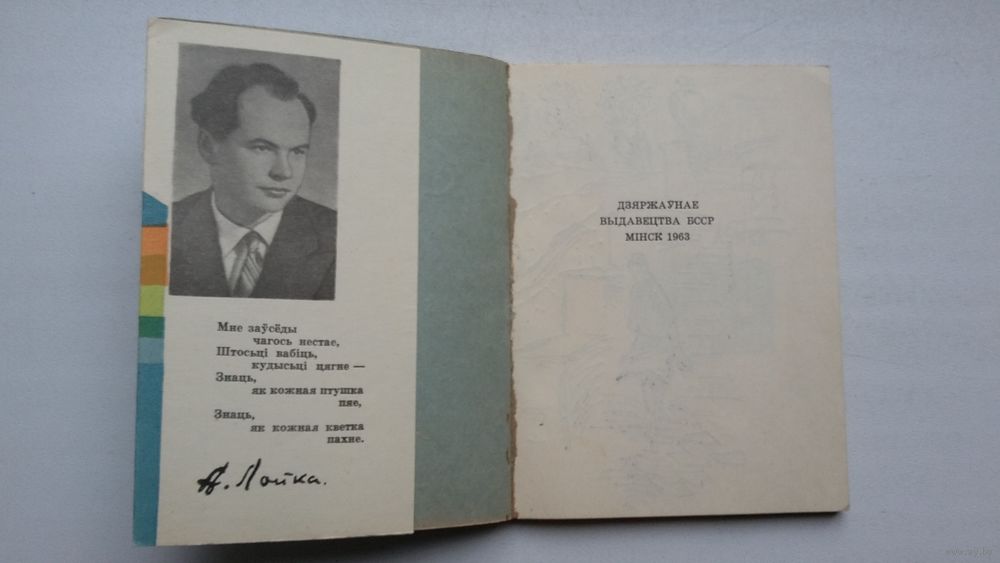 Мне заўсёды
чагось нестае,
Штосьці вабіць,
кудысьці цягне —
Знаць,
як кожная птушка
пяе,
Знаць,
як кожная кветка
пахне.
А. Лойка.
ДЗЯРЖАЎНАЕ
ВЫДАВЕЦТВА БССР
МІНСК 1963